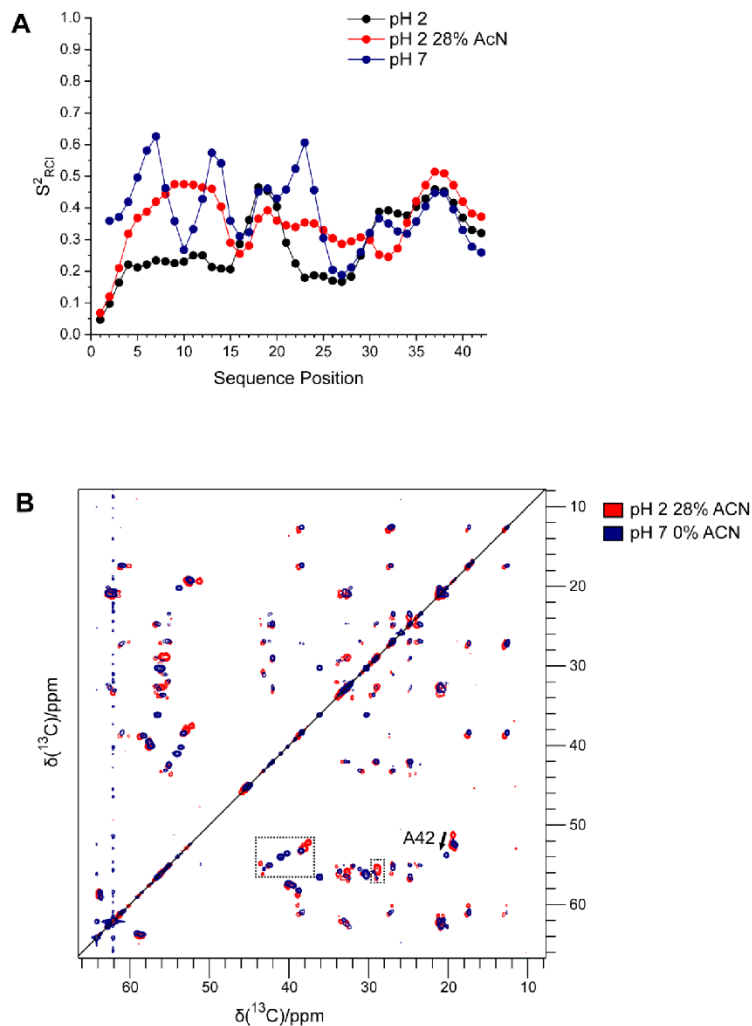 A
pH 2
pH 2 28% AcN
pH 7
1.0
0.9
0.8
0.7
0.6
0.5
0.4
0.3
0.2
0.1
0.0
S²RCI
0 5 10 15 20 25 30 35 40
Sequence Position
B
pH 2 28% ACN
pH 7 0% ACN
10
20
30
40
50
60
δ(¹³C)/ppm
δ(¹³C)/ppm
A42
60 50 40 30 20 10
δ(¹³C)/ppm